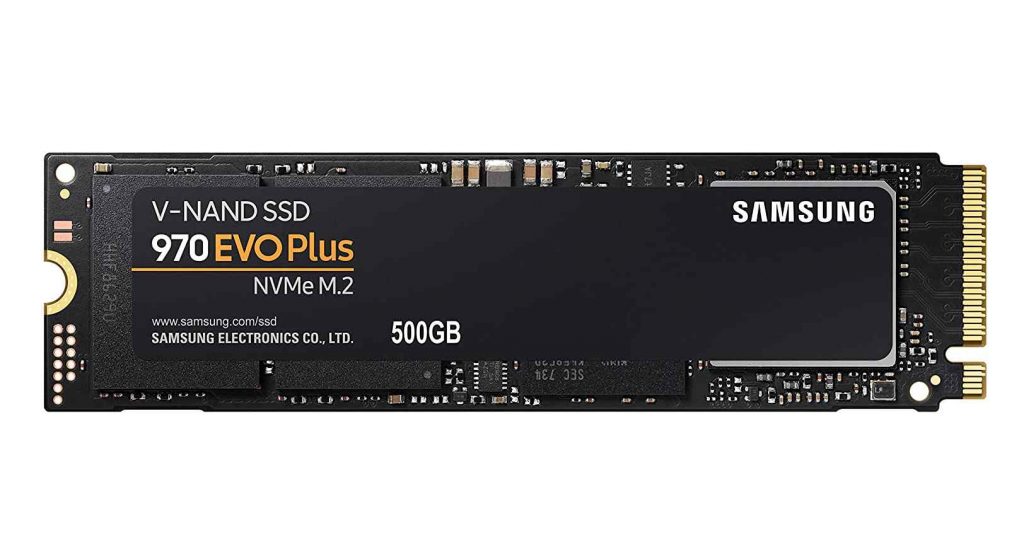 V-NAND SSD
970 EVO Plus
NVMe M.2
www.samsung.com/ssd
SAMSUNG ELECTRONICS CO., LTD.
500GB
SAMSUNG
SEC 734